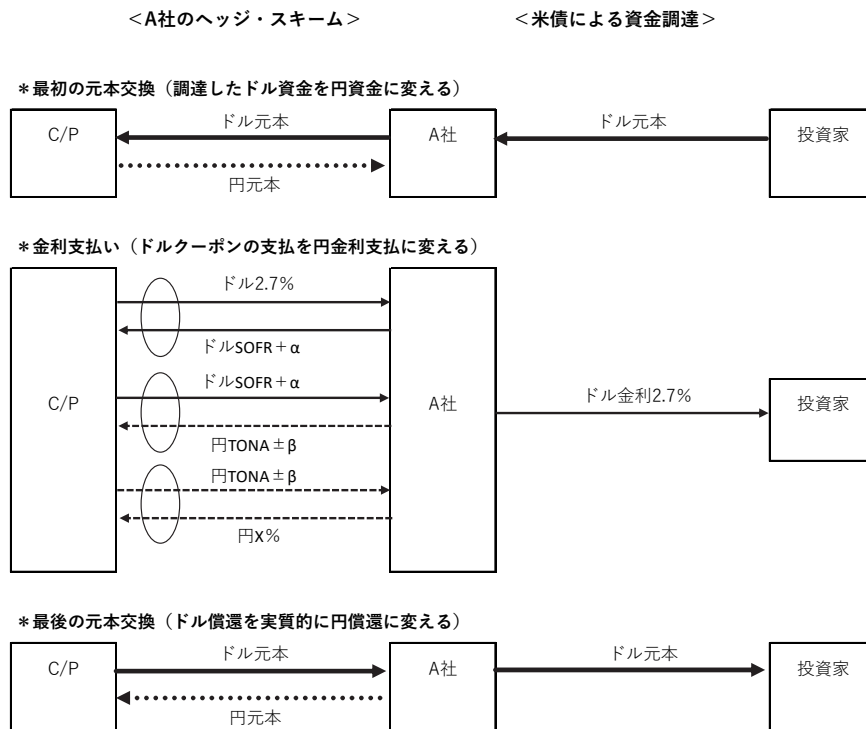 ＜A社のヘッジ・スキーム＞ ＜米債による資金調達＞
＊最初の元本交換（調達したドル資金を円資金に変える）
C/P ドル元本 A社 ドル元本 投資家
円元本
＊金利支払い（ドルクーポンの支払を円金利支払に変える）
ドル2.7%
ドルSOFR＋α
ドルSOFR＋α
C/P A社 ドル金利2.7% 投資家
円TONA±β
円TONA±β
円X%
＊最後の元本交換（ドル償還を実質的に円償還に変える）
C/P ドル元本 A社 ドル元本 投資家
円元本